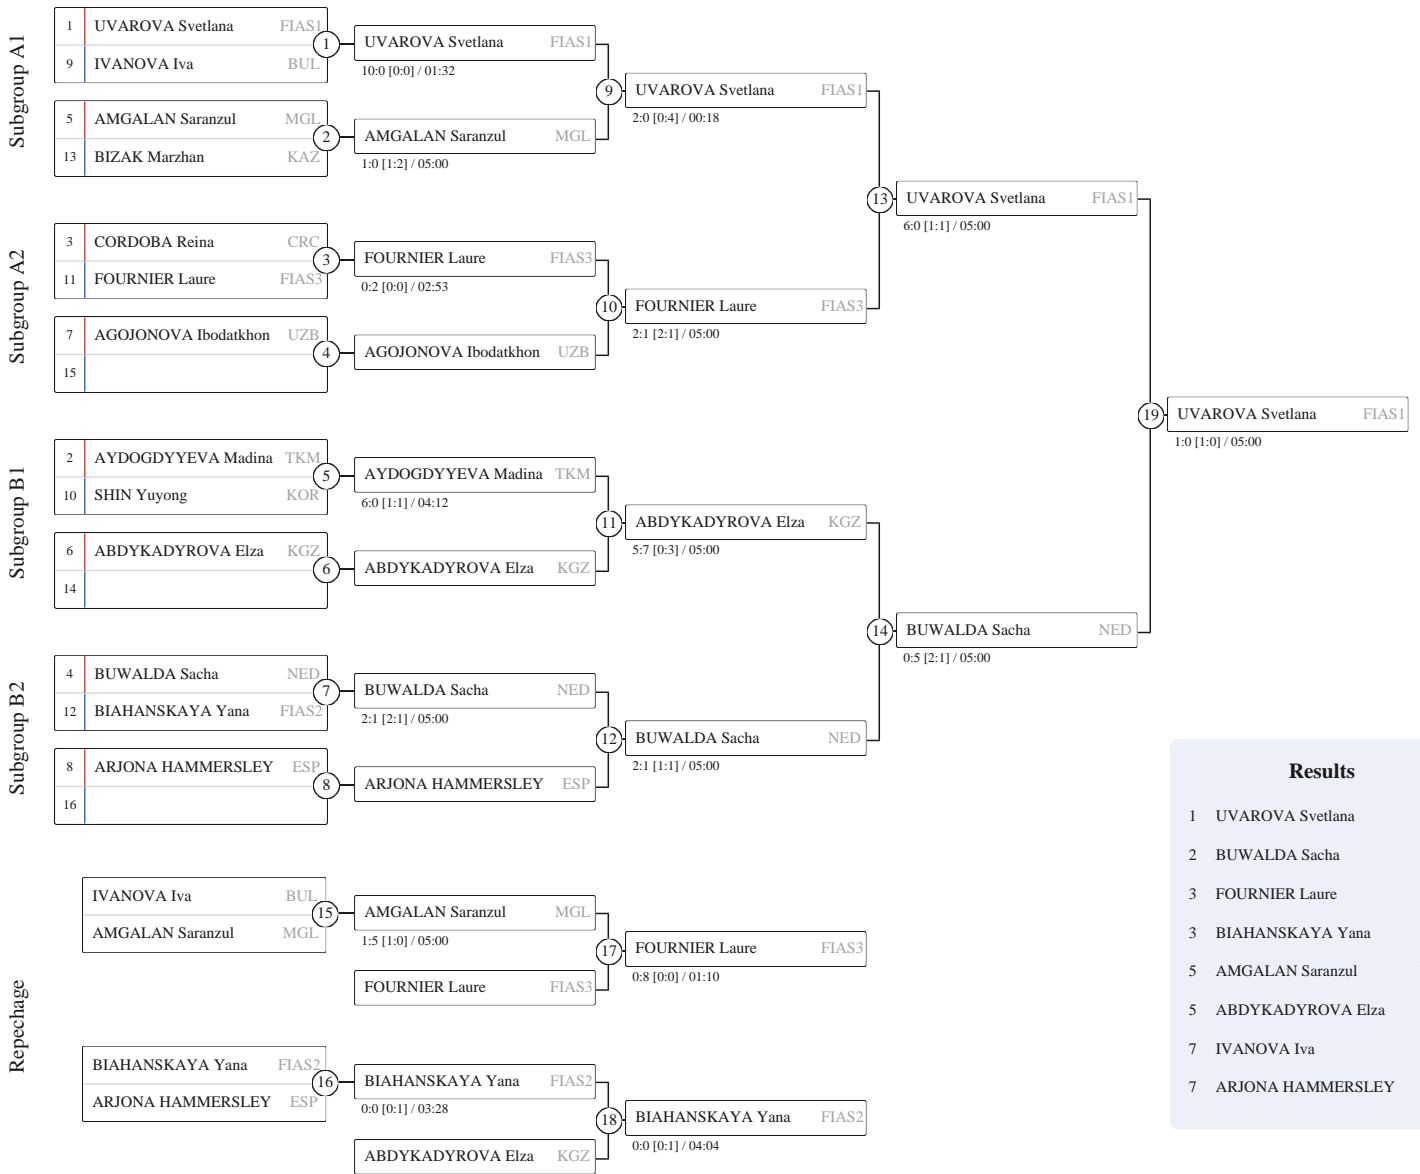 Subgroup A1
1 UVAROVA Svetlana FIAS1
9 IVANOVA Iva BUL
1
UVAROVA Svetlana FIAS1
10:0 [0:0] / 01:32
5 AMGALAN Saranzul MGL
13 BIZAK Marzhan KAZ
2
AMGALAN Saranzul MGL
1:0 [1:2] / 05:00
9
UVAROVA Svetlana FIAS1
2:0 [0:4] / 00:18
Subgroup A2
3 CORDOBA Reina CRC
11 FOURNIER Laure FIAS3
3
FOURNIER Laure FIAS3
0:2 [0:0] / 02:53
7 AGOJONOVA Ibodatkhon UZB
15
4
AGOJONOVA Ibodatkhon UZB
10
FOURNIER Laure FIAS3
2:1 [2:1] / 05:00
13
UVAROVA Svetlana FIAS1
6:0 [1:1] / 05:00
Subgroup B1
2 AYDOGDYYEVA Madina TKM
10 SHIN Yuyong KOR
5
AYDOGDYYEVA Madina TKM
6:0 [1:1] / 04:12
6 ABDYKADYROVA Elza KGZ
14
6
ABDYKADYROVA Elza KGZ
11
ABDYKADYROVA Elza KGZ
5:7 [0:3] / 05:00
Subgroup B2
4 BUWALDA Sacha NED
12 BIAHANSKAYA Yana FIAS2
7
BUWALDA Sacha NED
2:1 [2:1] / 05:00
8 ARJONA HAMMERSLEY ESP
16
8
ARJONA HAMMERSLEY ESP
12
BUWALDA Sacha NED
2:1 [1:1] / 05:00
14
BUWALDA Sacha NED
0:5 [2:1] / 05:00
19
UVAROVA Svetlana FIAS1
1:0 [1:0] / 05:00
Repechage
IVANOVA Iva BUL
AMGALAN Saranzul MGL
15
AMGALAN Saranzul MGL
1:5 [1:0] / 05:00
FOURNIER Laure FIAS3
17
FOURNIER Laure FIAS3
0:8 [0:0] / 01:10
BIAHANSKAYA Yana FIAS2
ARJONA HAMMERSLEY ESP
16
BIAHANSKAYA Yana FIAS2
0:0 [0:1] / 03:28
ABDYKADYROVA Elza KGZ
18
BIAHANSKAYA Yana FIAS2
0:0 [0:1] / 04:04
Results
1 UVAROVA Svetlana
2 BUWALDA Sacha
3 FOURNIER Laure
3 BIAHANSKAYA Yana
5 AMGALAN Saranzul
5 ABDYKADYROVA Elza
7 IVANOVA Iva
7 ARJONA HAMMERSLEY